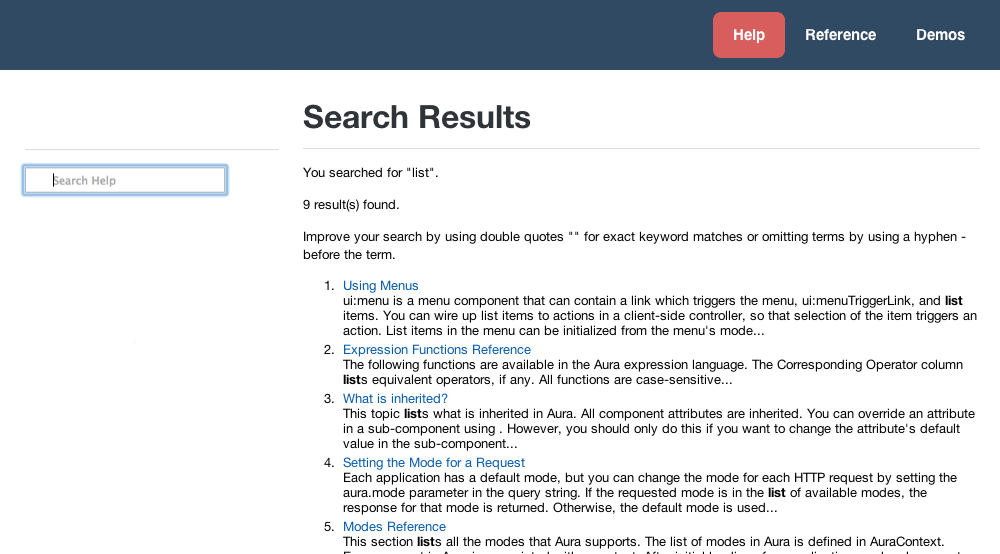 Help Reference Demos
Search Results
Search Help
You searched for "list".
9 result(s) found.
Improve your search by using double quotes "" for exact keyword matches or omitting terms by using a hyphen -
before the term.
1. Using Menus
ui:menu is a menu component that can contain a link which triggers the menu, ui:menuTriggerLink, and list
items. You can wire up list items to actions in a client-side controller, so that selection of the item triggers an
action. List items in the menu can be initialized from the menu's mode...
2. Expression Functions Reference
The following functions are available in the Aura expression language. The Corresponding Operator column
lists equivalent operators, if any. All functions are case-sensitive...
3. What is inherited?
This topic lists what is inherited in Aura. All component attributes are inherited. You can override an attribute
in a sub-component using . However, you should only do this if you want to change the attribute's default
value in the sub-component...
4. Setting the Mode for a Request
Each application has a default mode, but you can change the mode for each HTTP request by setting the
aura.mode parameter in the query string. If the requested mode is in the list of available modes, the
response for that mode is returned. Otherwise, the default mode is used...
5. Modes Reference
This section lists all the modes that Aura supports. The list of modes in Aura is defined in AuraContext.